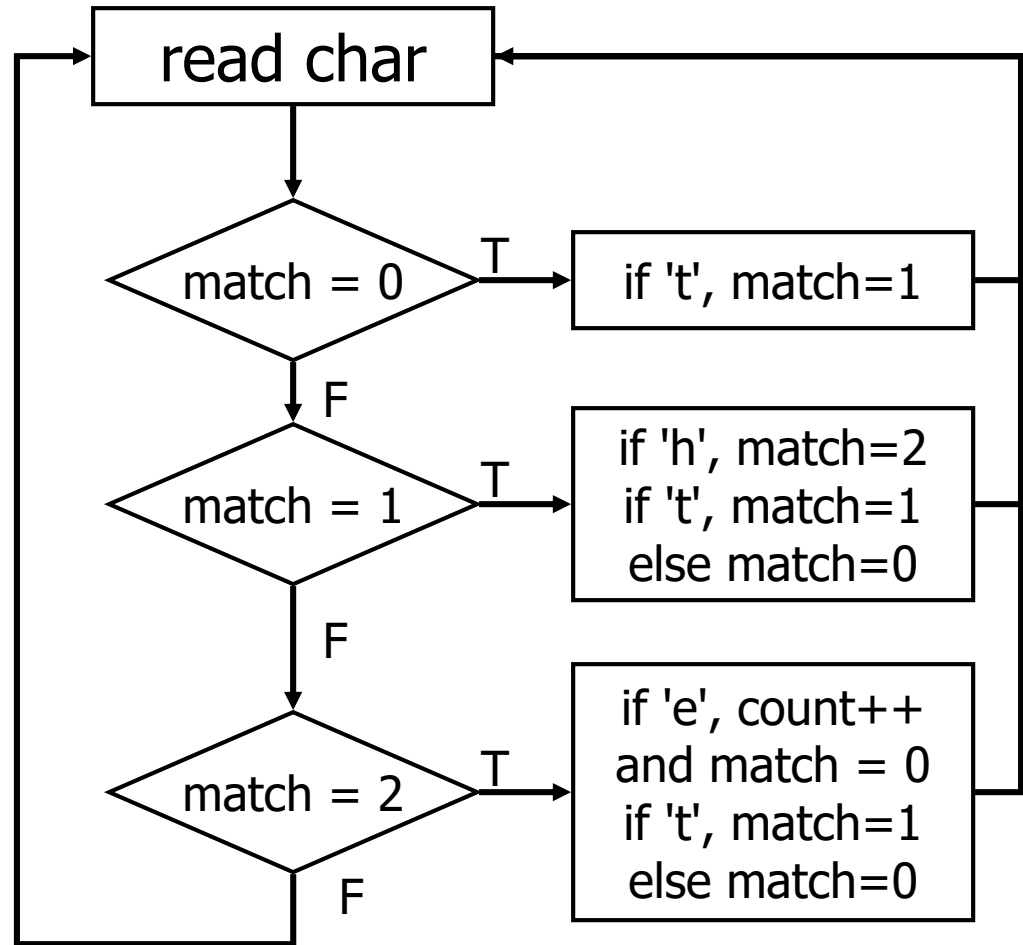 read char
match = 0
T
if 't', match=1
F
match = 1
T
if 'h', match=2
if 't', match=1
else match=0
F
match = 2
T
if 'e', count++
and match = 0
if 't', match=1
else match=0
F